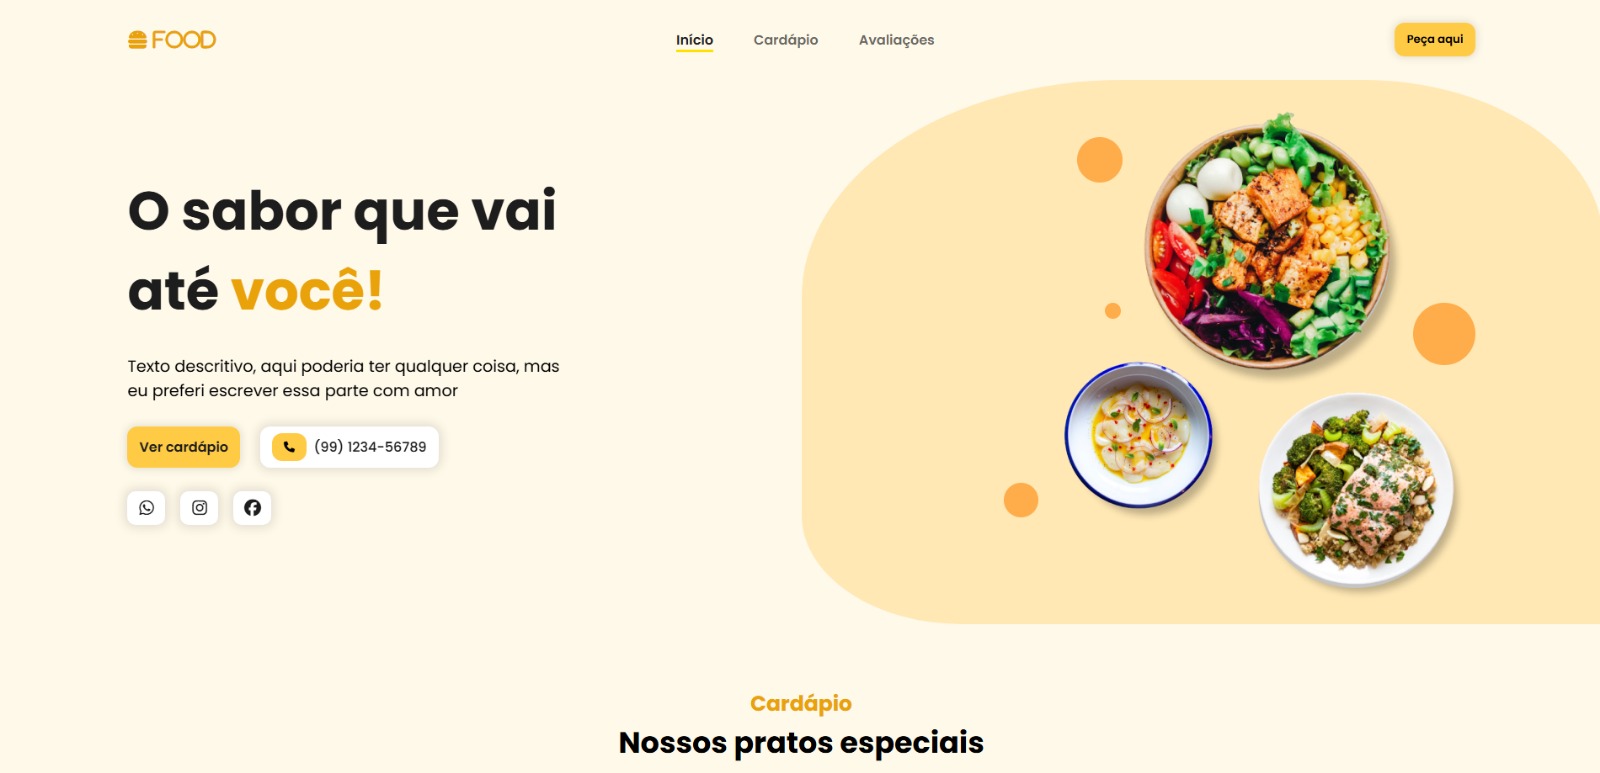 FOOD
Início
Cardápio
Avaliações
Peça aqui
O sabor que vai
até você!
Texto descritivo, aqui poderia ter qualquer coisa, mas
eu preferi escrever essa parte com amor
Ver cardápio
(99) 1234-56789
Cardápio
Nossos pratos especiais